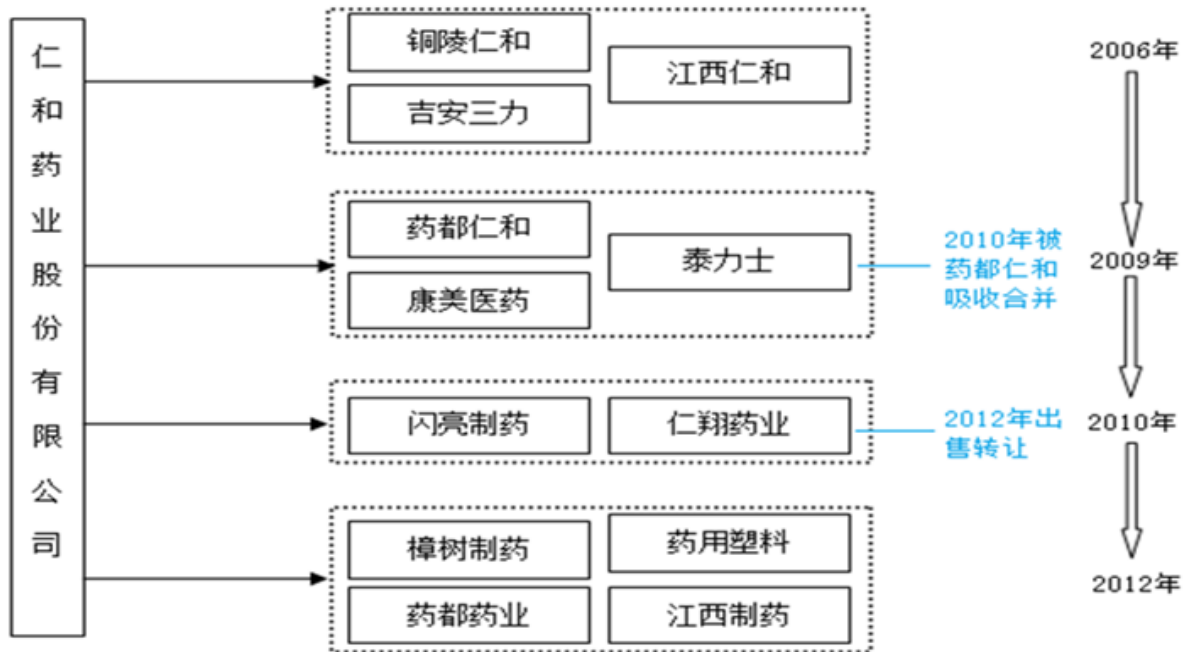 仁和药业股份有限公司
铜陵仁和
江西仁和
吉安三力
2006年
药都仁和
泰力士
康美医药
2010年被
药都仁和
吸收合并
2009年
闪亮制药
仁翔药业
2012年出
售转让
2010年
樟树制药
药用塑料
药都药业
江西制药
2012年